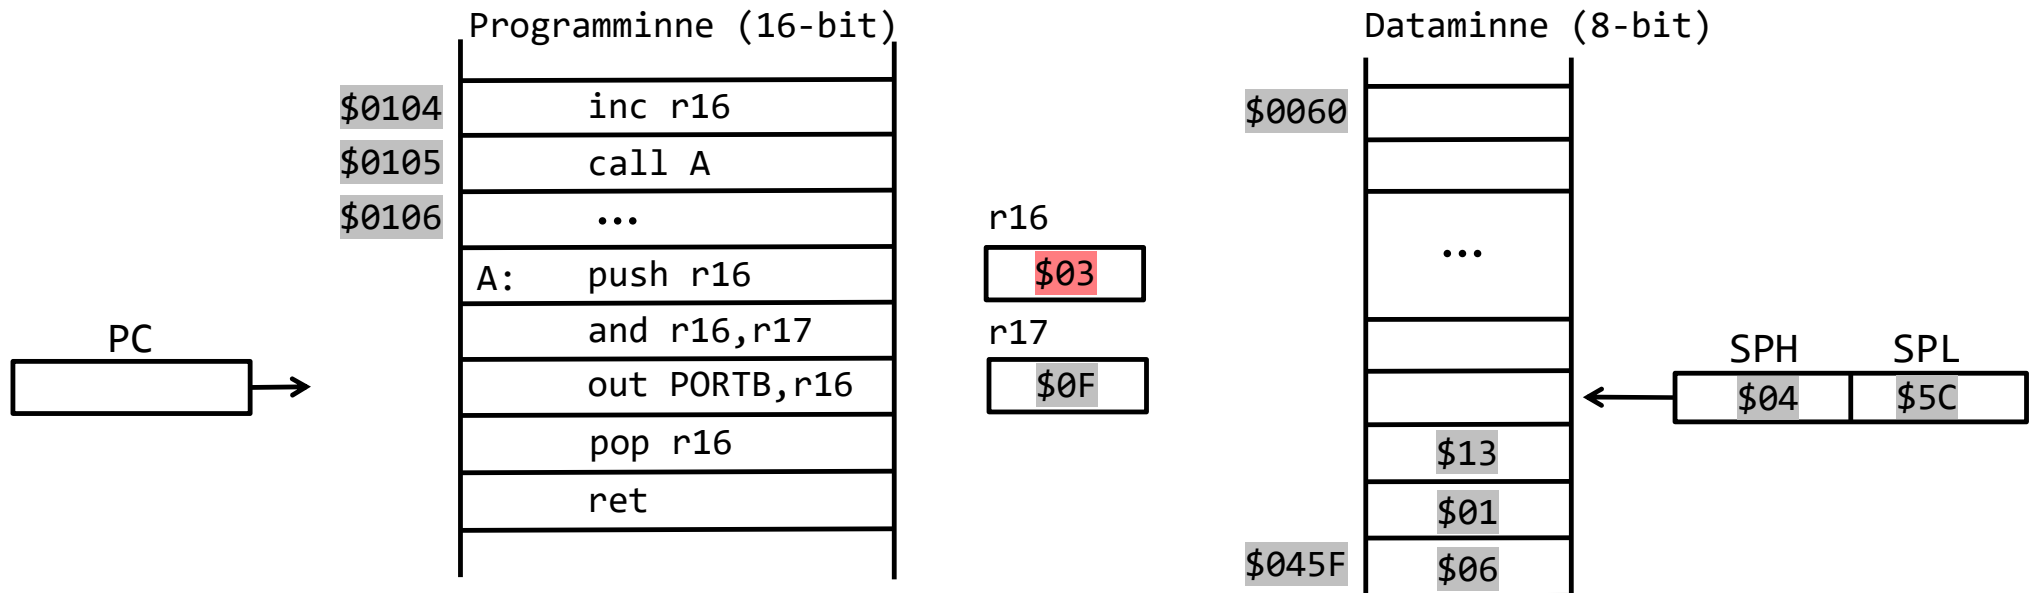 Programminne (16-bit)
$0104 inc r16
$0105 call A
$0106 ...
A: push r16
and r16,r17
out PORTB,r16
pop r16
ret
PC
r16
$03
r17
$0F
Dataminne (8-bit)
$0060
...
$13
$01
$045F $06
SPH SPL
$04 $5C